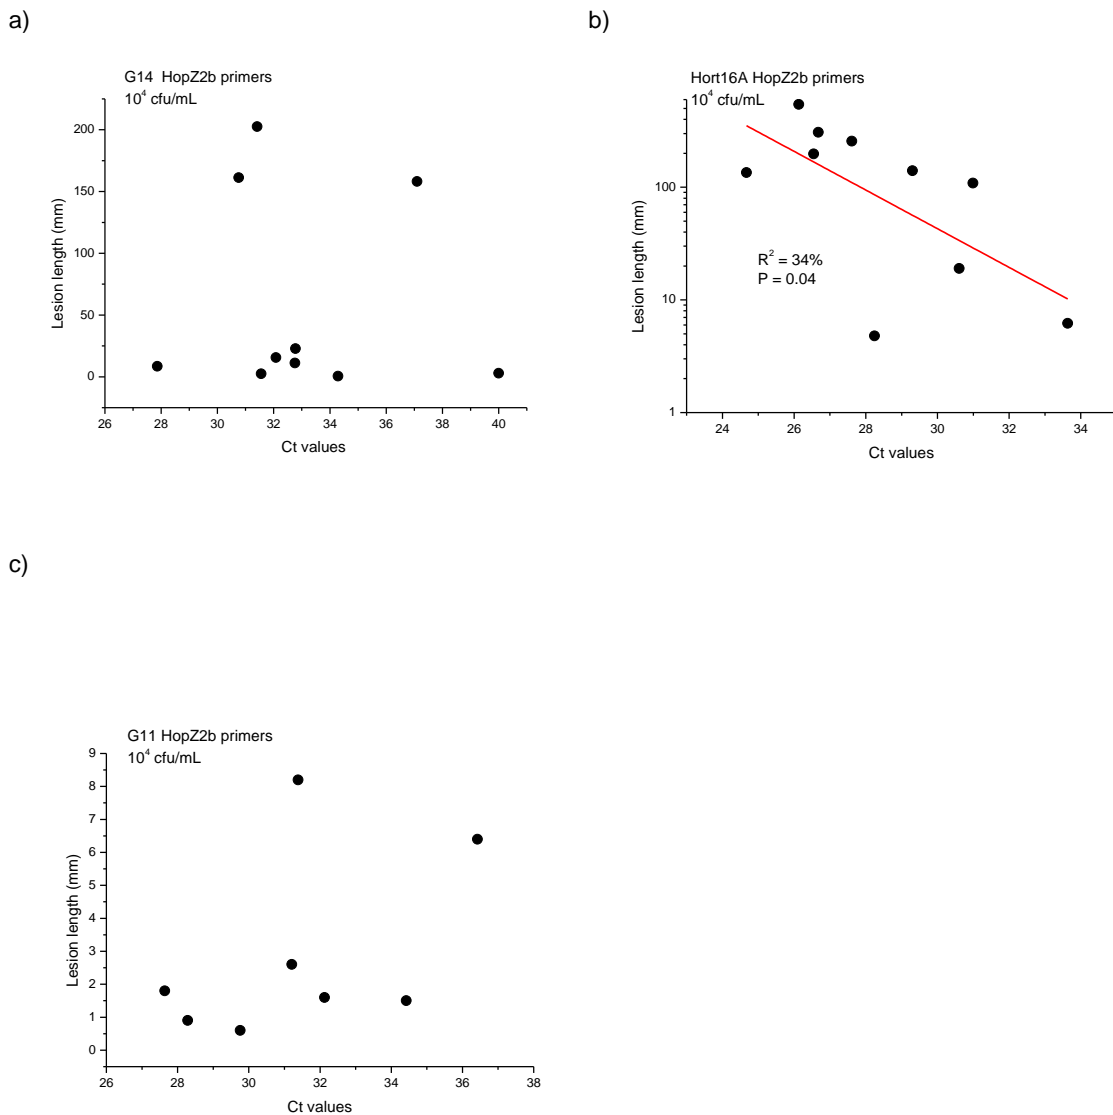 a)
G14 HopZ2b primers
10⁴ cfu/mL
200
150
100
50
0
Lesion length (mm)
26 28 30 32 34 36 38 40
Ct values
b)
Hort16A HopZ2b primers
10⁴ cfu/mL
100
10
1
Lesion length (mm)
R² = 34%
P = 0.04
24 26 28 30 32 34
Ct values
c)
G11 HopZ2b primers
10⁴ cfu/mL
9
8
7
6
5
4
3
2
1
0
Lesion length (mm)
26 28 30 32 34 36 38
Ct values